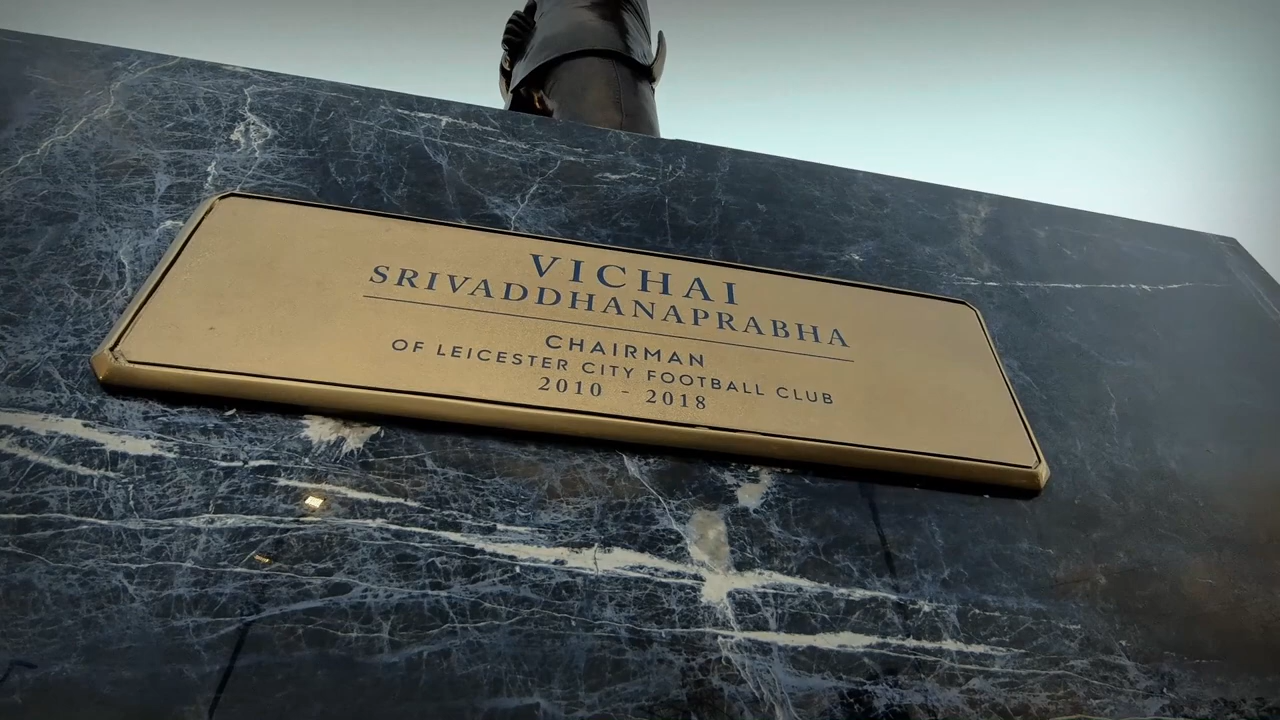 VICHAI
SRIVADDHANAPRABHA
CHAIRMAN
OF LEICESTER CITY FOOTBALL CLUB
2010 - 2018